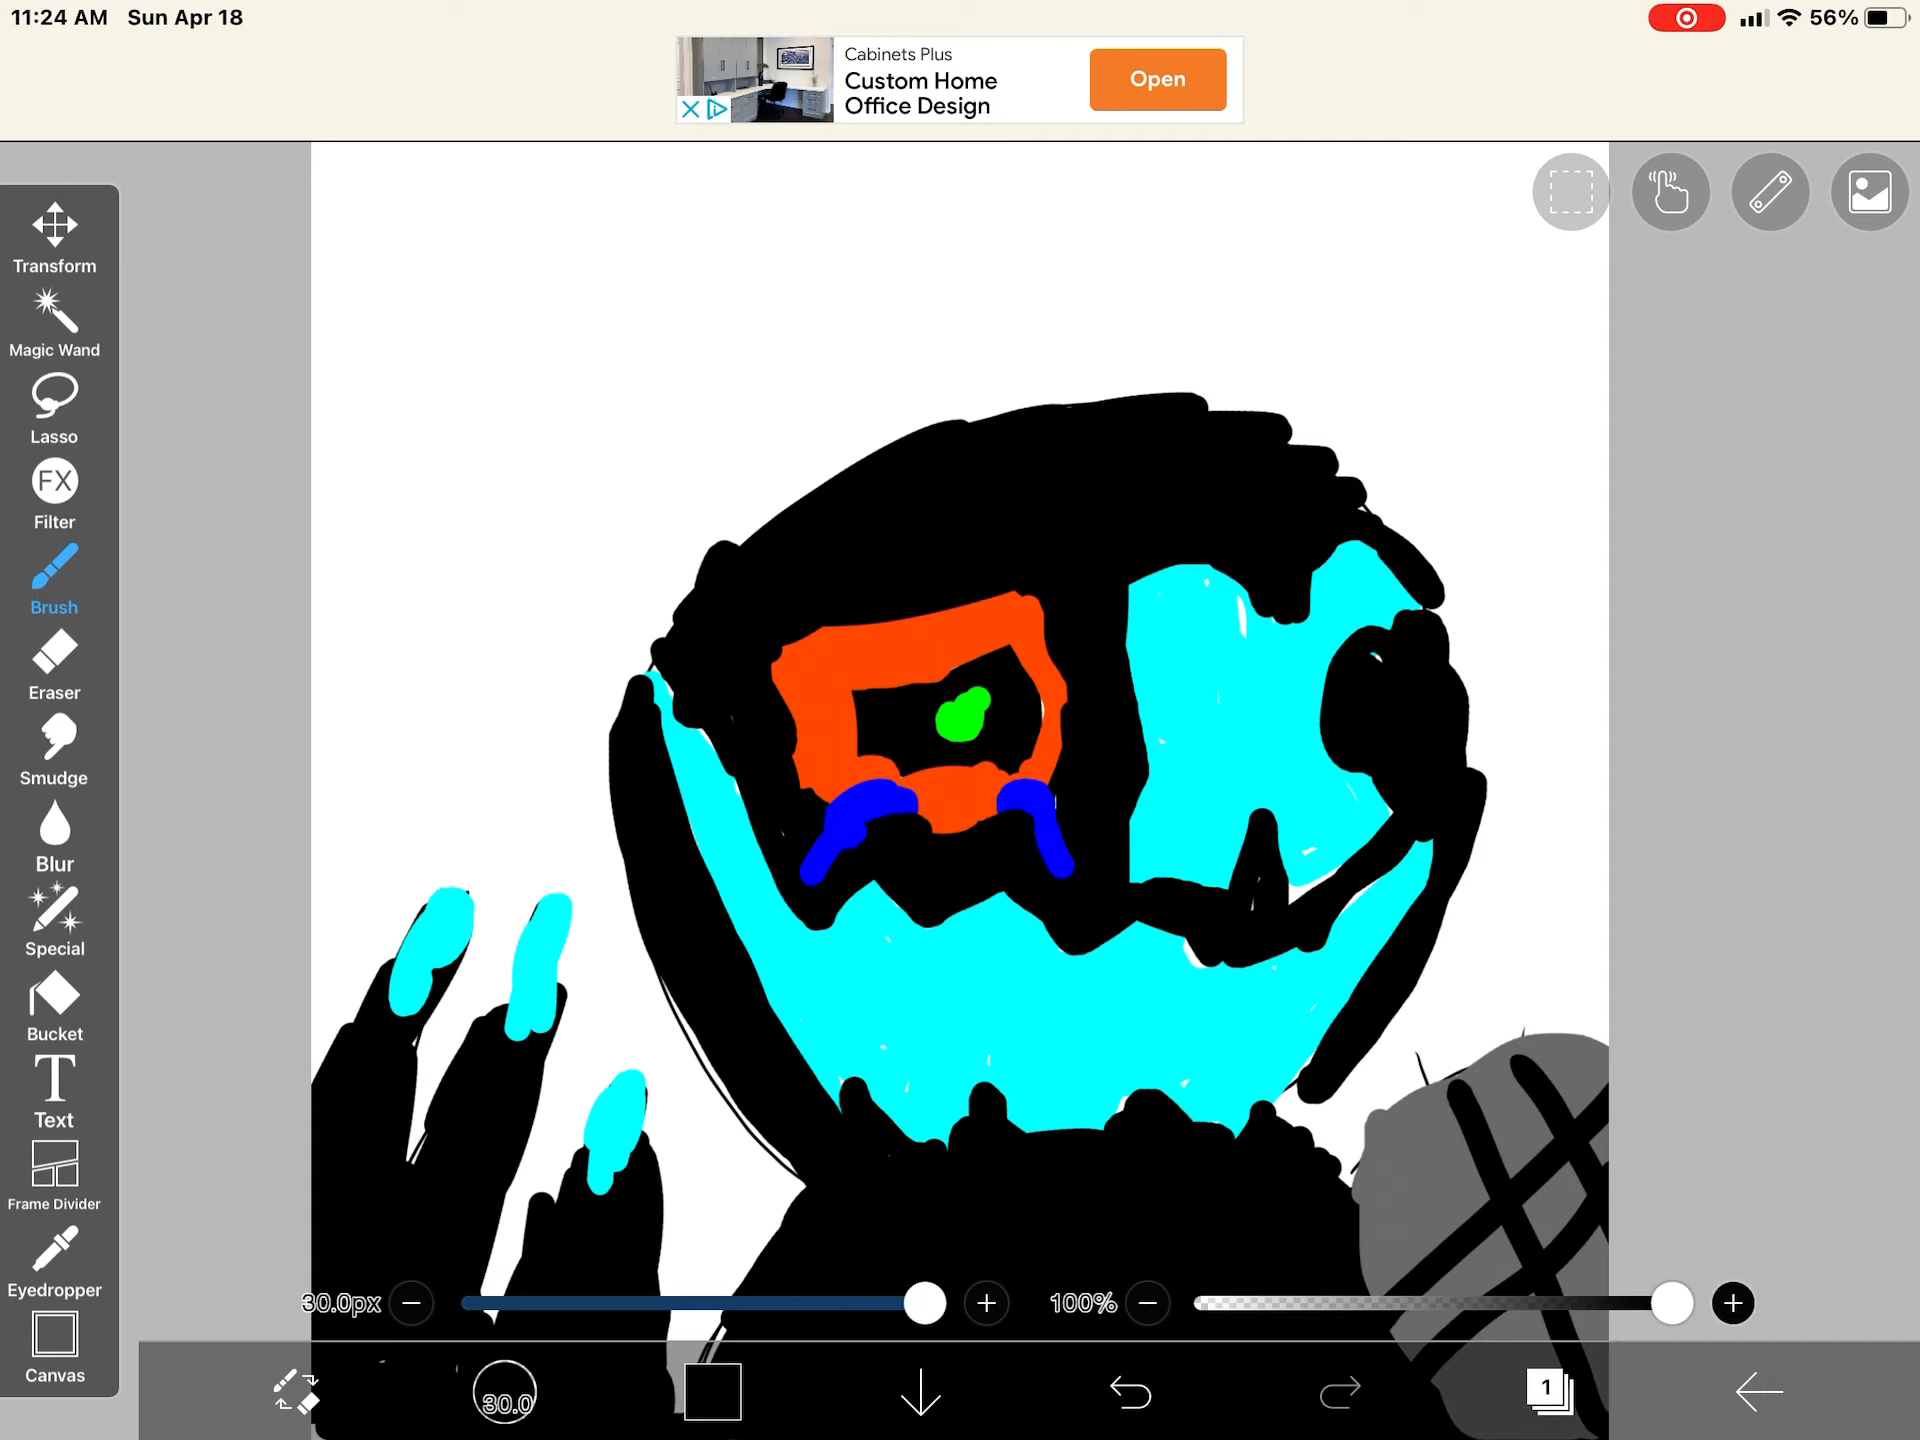 11:24 AM Sun Apr 18
56%
Cabinets Plus
Custom Home
Office Design
Open
Transform
Magic Wand
Lasso
FX
Filter
Brush
Eraser
Smudge
Blur
Special
Bucket
T
Text
Frame Divider
Eyedropper
Canvas
30.0px
100%
30.0
1